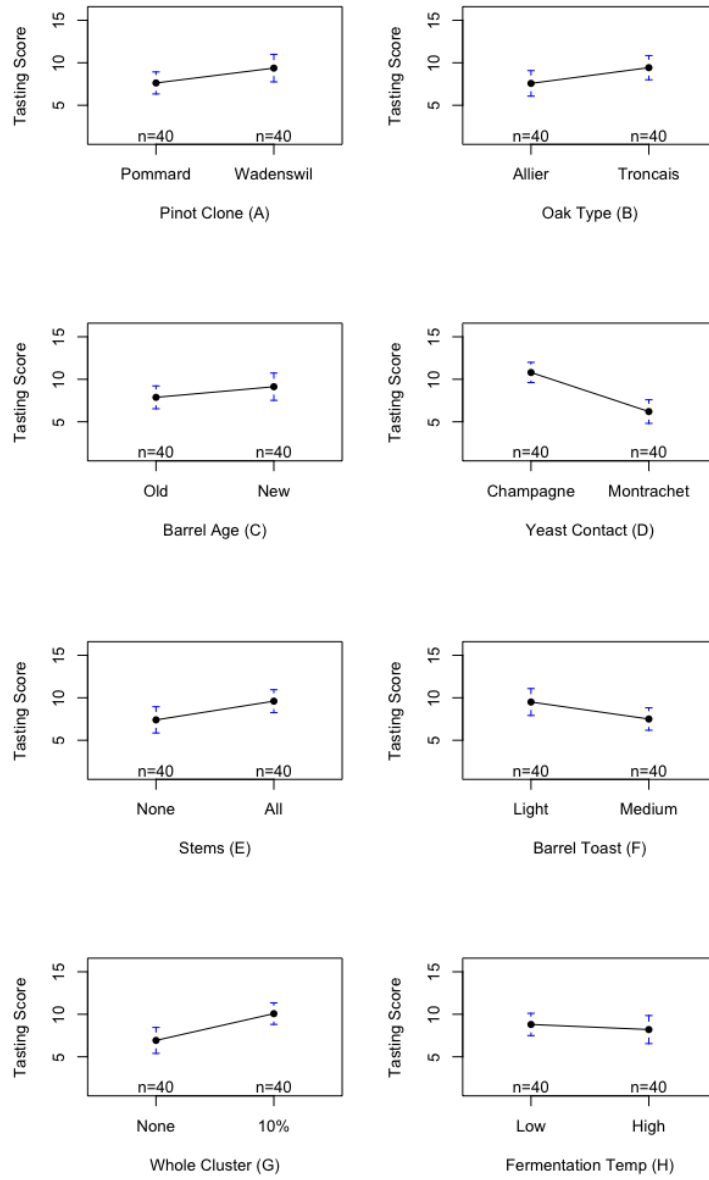 Tasting Score
15
10
5
n=40 n=40
Pommard Wadenswil
Pinot Clone (A)
Tasting Score
15
10
5
n=40 n=40
Allier Troncais
Oak Type (B)
Tasting Score
15
10
5
n=40 n=40
Old New
Barrel Age (C)
Tasting Score
15
10
5
n=40 n=40
Champagne Montrachet
Yeast Contact (D)
Tasting Score
15
10
5
n=40 n=40
None All
Stems (E)
Tasting Score
15
10
5
n=40 n=40
Light Medium
Barrel Toast (F)
Tasting Score
15
10
5
n=40 n=40
None 10%
Whole Cluster (G)
Tasting Score
15
10
5
n=40 n=40
Low High
Fermentation Temp (H)